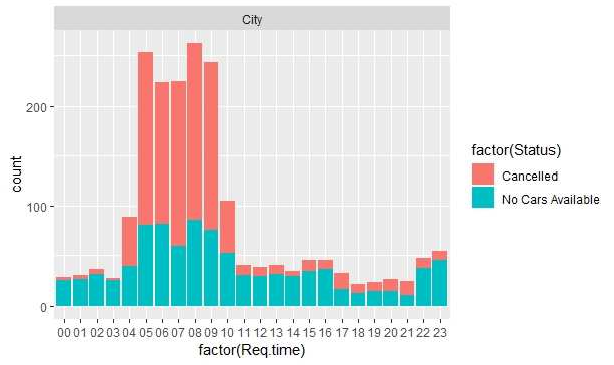 City
count
200
100
0
00 01 02 03 04 05 06 07 08 09 10 11 12 13 14 15 16 17 18 19 20 21 22 23
factor(Req.time)
factor(Status)
Cancelled
No Cars Available